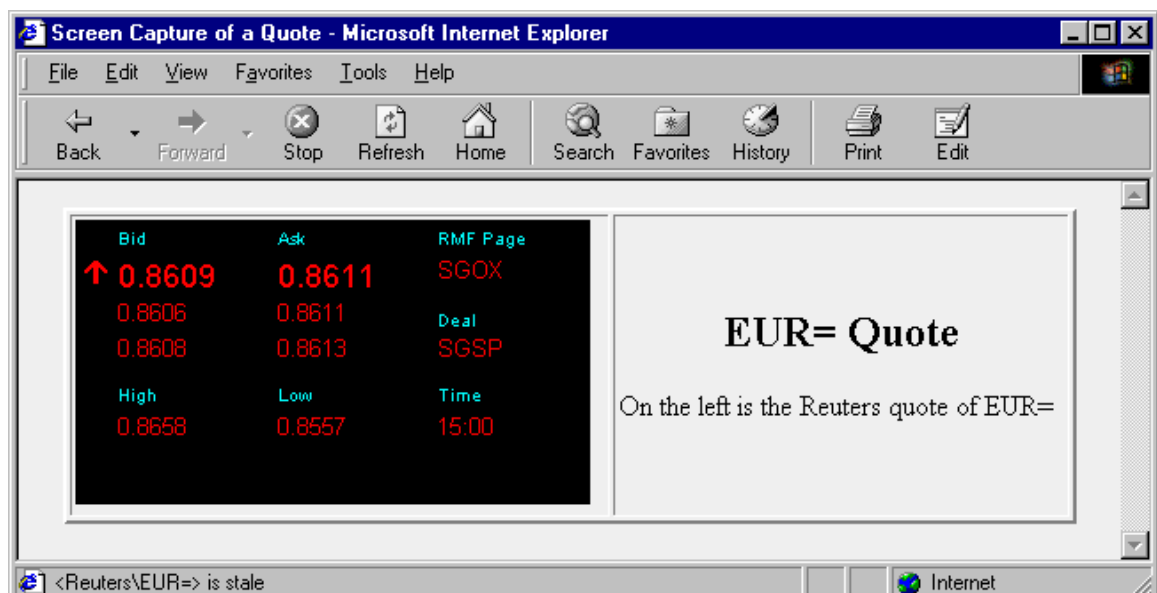 Screen Capture of a Quote - Microsoft Internet Explorer
File Edit View Favorites Tools Help
Back Forward Stop Refresh Home Search Favorites History Print Edit
Bid Ask RMF Page
0.8609 0.8611 SGOX
0.8606 0.8611
Deal
0.8608 0.8613 SGSP
High Low Time
0.8658 0.8557 15:00
EUR= Quote
On the left is the Reuters quote of EUR=
<Reuters\EUR=> is stale
Internet